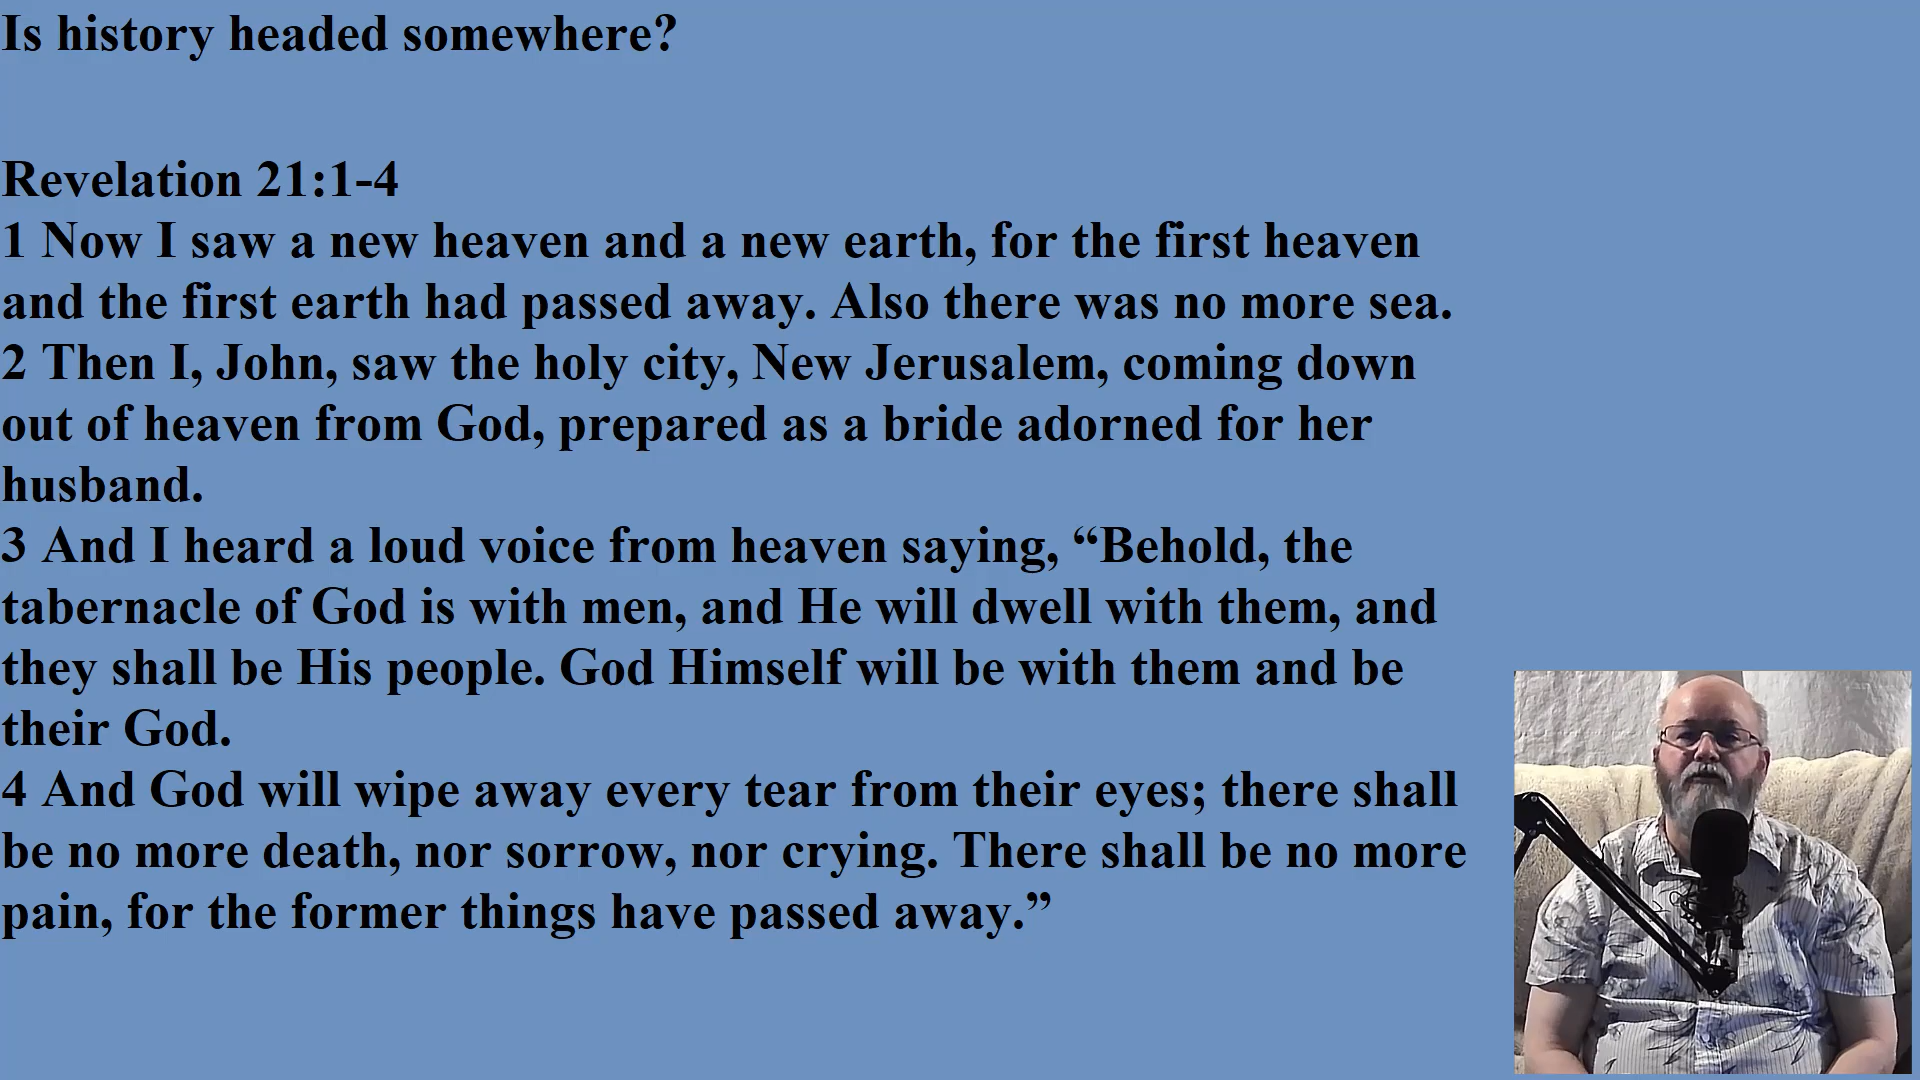 Is history headed somewhere?
Revelation 21:1-4
1 Now I saw a new heaven and a new earth, for the first heaven
and the first earth had passed away. Also there was no more sea.
2 Then I, John, saw the holy city, New Jerusalem, coming down
out of heaven from God, prepared as a bride adorned for her
husband.
3 And I heard a loud voice from heaven saying, “Behold, the
tabernacle of God is with men, and He will dwell with them, and
they shall be His people. God Himself will be with them and be
their God.
4 And God will wipe away every tear from their eyes; there shall
be no more death, nor sorrow, nor crying. There shall be no more
pain, for the former things have passed away.”